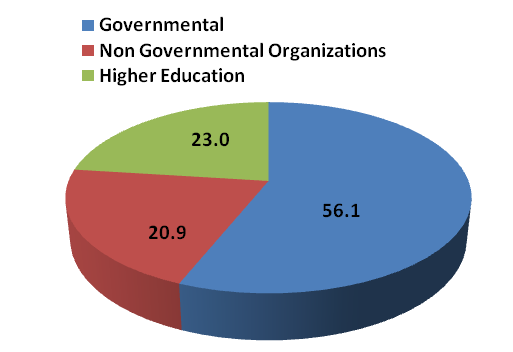 Governmental
Non Governmental Organizations
Higher Education
23.0
56.1
20.9